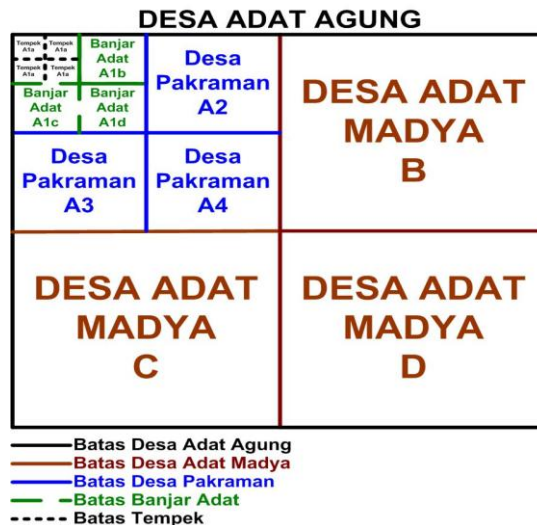 DESA ADAT AGUNG
Tempek
A1a
Tempek
A1a
Tempek
A1a
Tempek
A1a
Banjar
Adat
A1b
Banjar
Adat
A1c
Banjar
Adat
A1d
Desa
Pakraman
A2
Desa
Pakraman
A3
Desa
Pakraman
A4
DESA ADAT
MADYA
B
DESA ADAT
MADYA
C
DESA ADAT
MADYA
D
Batas Desa Adat Agung
Batas Desa Adat Madya
Batas Desa Pakraman
Batas Banjar Adat
Batas Tempek